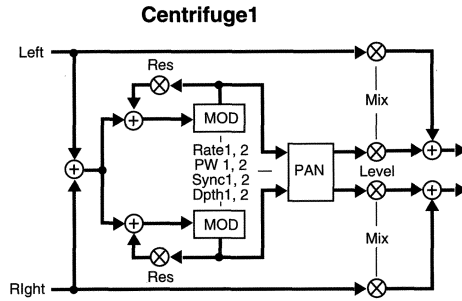 Centrifuge1
Left
Res
MOD
Mix
Rate1, 2
PW 1, 2
Sync1, 2
Dpth1, 2
PAN
Level
MOD
Mix
Res
RIght